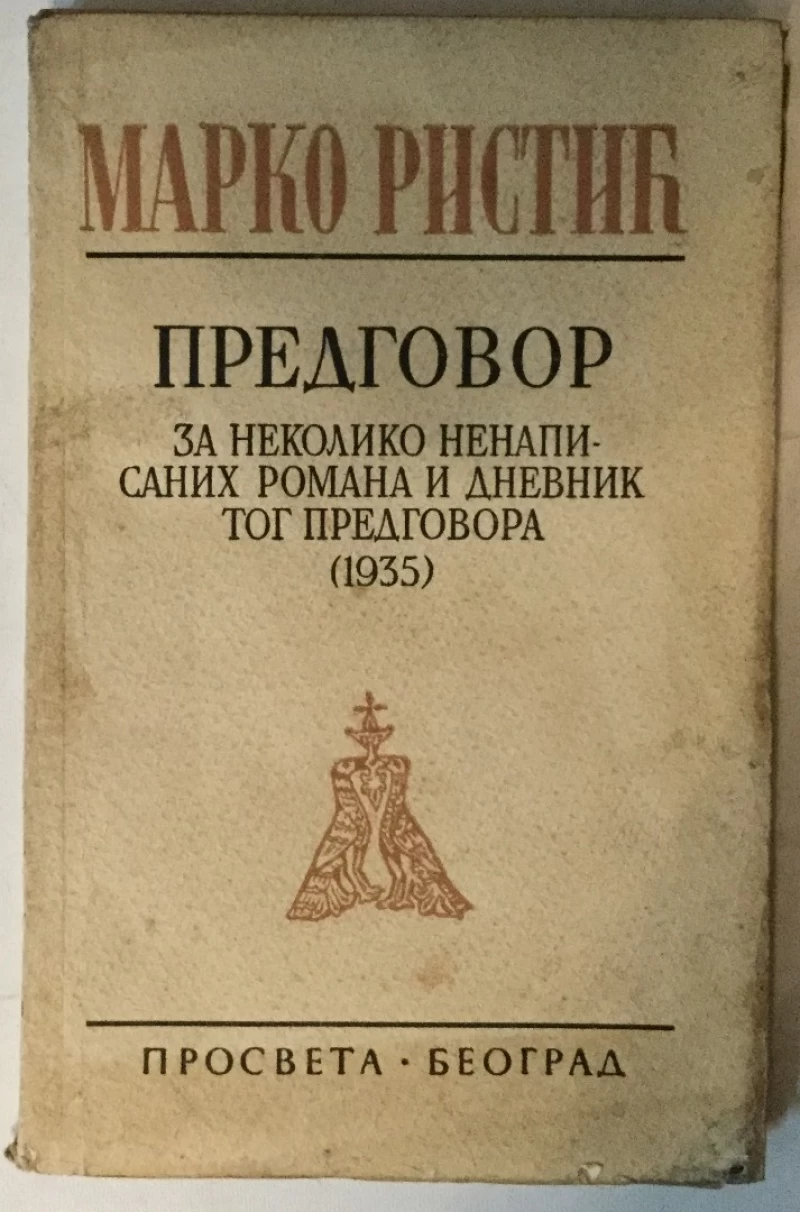 МАРКО РИСТИЋ
ПРЕДГОВОР
ЗА НЕКОЛИКО НЕНАПИ-
САНИХ РОМАНА И ДНЕВНИК
ТОГ ПРЕДГОВОРА
(1935)
ПРОСВЕТА · БЕОГРАД